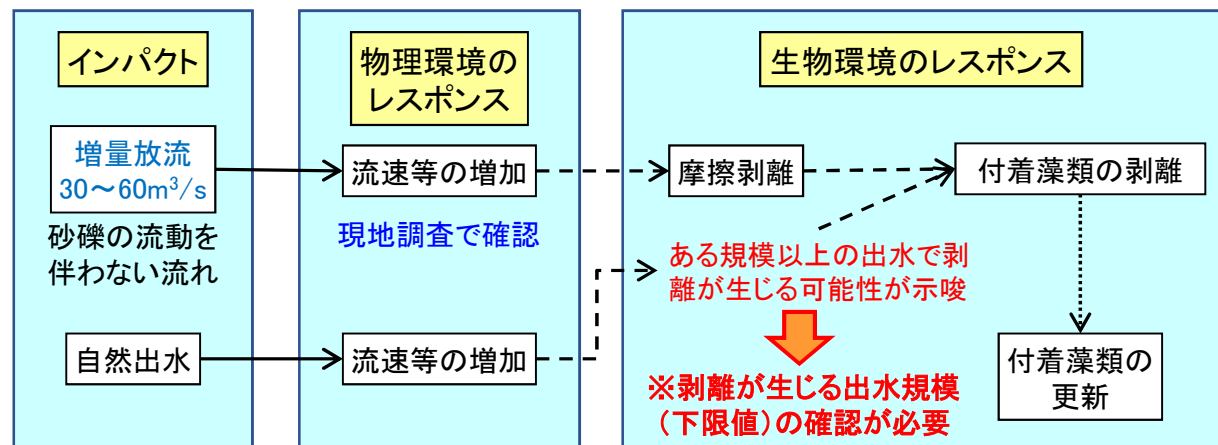 インパクト
増量放流
30～60m³/s
砂礫の流動を
伴わない流れ
自然出水
物理環境の
レスポンス
流速等の増加
現地調査で確認
流速等の増加
生物環境のレスポンス
摩擦剥離
付着藻類の剥離
ある規模以上の出水で剥
離が生じる可能性が示唆
※剥離が生じる出水規模
（下限値）の確認が必要
付着藻類の
更新